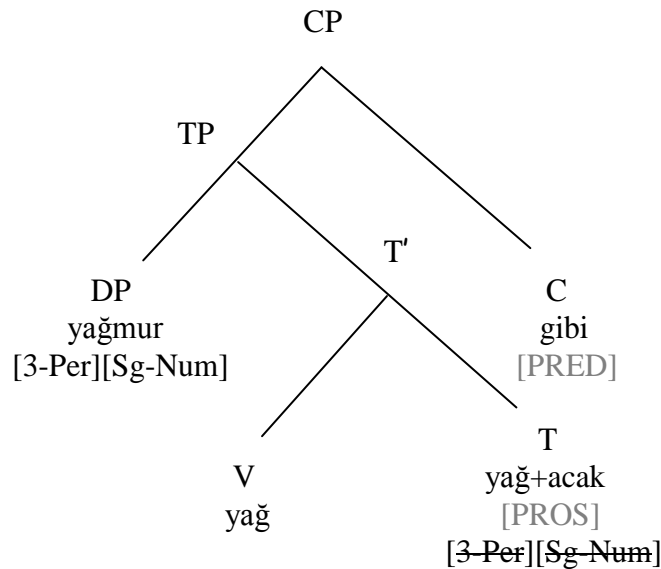 CP
TP
T′
DP
yağmur
[3-Per][Sg-Num]
C
gibi
[PRED]
V
yağ
T
yağ+acak
[PROS]
[3-Per][Sg-Num]